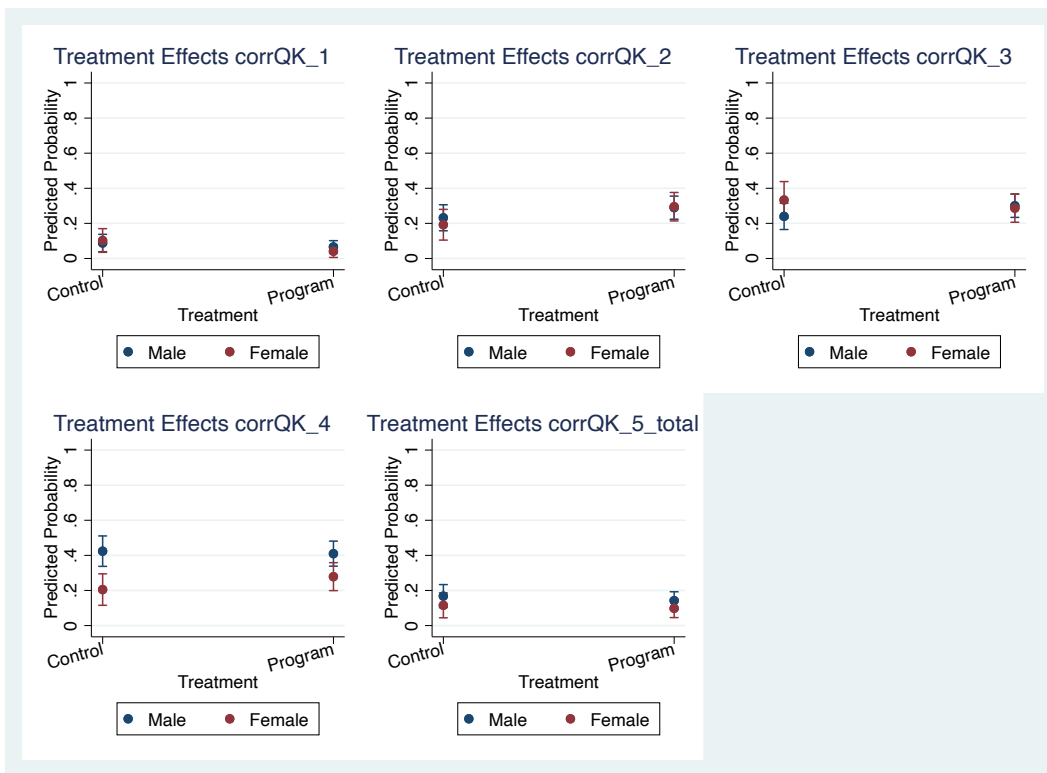 Treatment Effects corrQK_1
Predicted Probability
1
.8
.6
.4
.2
0
Control
Program
Treatment
Male Female
Treatment Effects corrQK_2
Predicted Probability
1
.8
.6
.4
.2
0
Control
Program
Treatment
Male Female
Treatment Effects corrQK_3
Predicted Probability
1
.8
.6
.4
.2
0
Control
Program
Treatment
Male Female
Treatment Effects corrQK_4
Predicted Probability
1
.8
.6
.4
.2
0
Control
Program
Treatment
Male Female
Treatment Effects corrQK_5_total
Predicted Probability
1
.8
.6
.4
.2
0
Control
Program
Treatment
Male Female